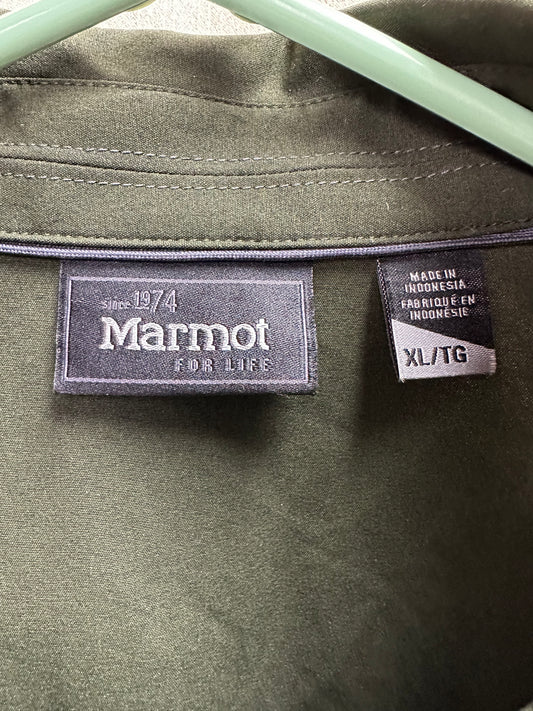 since 1974
Marmot
FOR LIFE
MADE IN
INDONESIA
FABRIQUÉ EN
INDONÉSIE
XL/TG